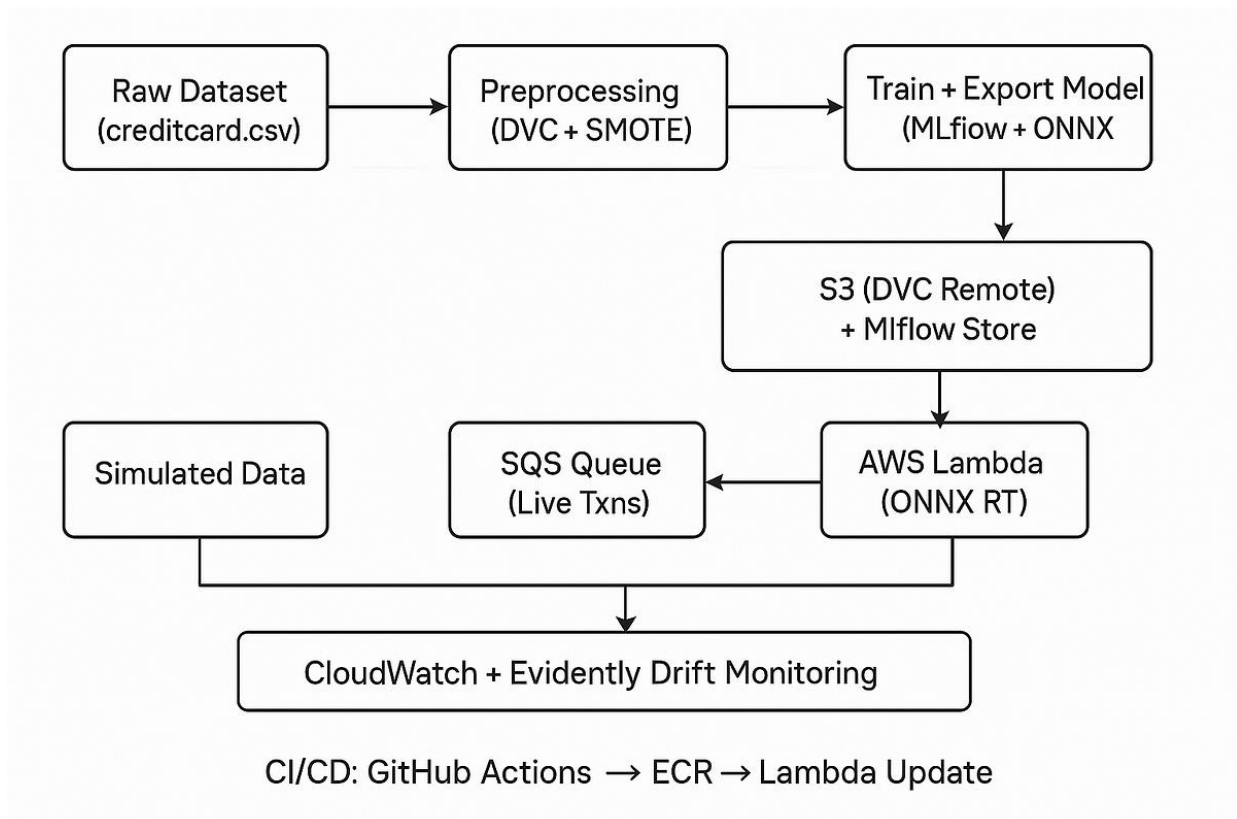 Raw Dataset
(creditcard.csv)
Preprocessing
(DVC + SMOTE)
Train + Export Model
(MLfiow + ONNX
S3 (DVC Remote)
+ Mlflow Store
Simulated Data
SQS Queue
(Live Txns)
AWS Lambda
(ONNX RT)
CloudWatch + Evidently Drift Monitoring
CI/CD: GitHub Actions → ECR → Lambda Update